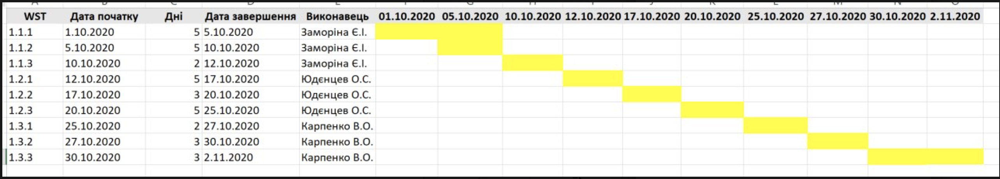 WST Дата початку Дні Дата завершення Виконавець 01.10.2020 05.10.2020 10.10.2020 12.10.2020 17.10.2020 20.10.2020 25.10.2020 27.10.2020 30.10.2020 2.11.2020
1.1.1 1.10.2020 5 5.10.2020 Заморіна Є.І.
1.1.2 5.10.2020 5 10.10.2020 Заморіна Є.І.
1.1.3 10.10.2020 2 12.10.2020 Заморіна Є.І.
1.2.1 12.10.2020 5 17.10.2020 Юдєнцев О.С.
1.2.2 17.10.2020 3 20.10.2020 Юдєнцев О.С.
1.2.3 20.10.2020 5 25.10.2020 Юдєнцев О.С.
1.3.1 25.10.2020 2 27.10.2020 Карпенко В.О.
1.3.2 27.10.2020 3 30.10.2020 Карпенко В.О.
1.3.3 30.10.2020 3 2.11.2020 Карпенко В.О.